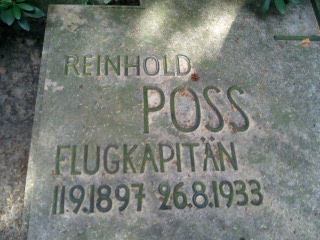 REINHOLD
POSS
FLUGKAPITÄN
11.9.1897 26.8.1933